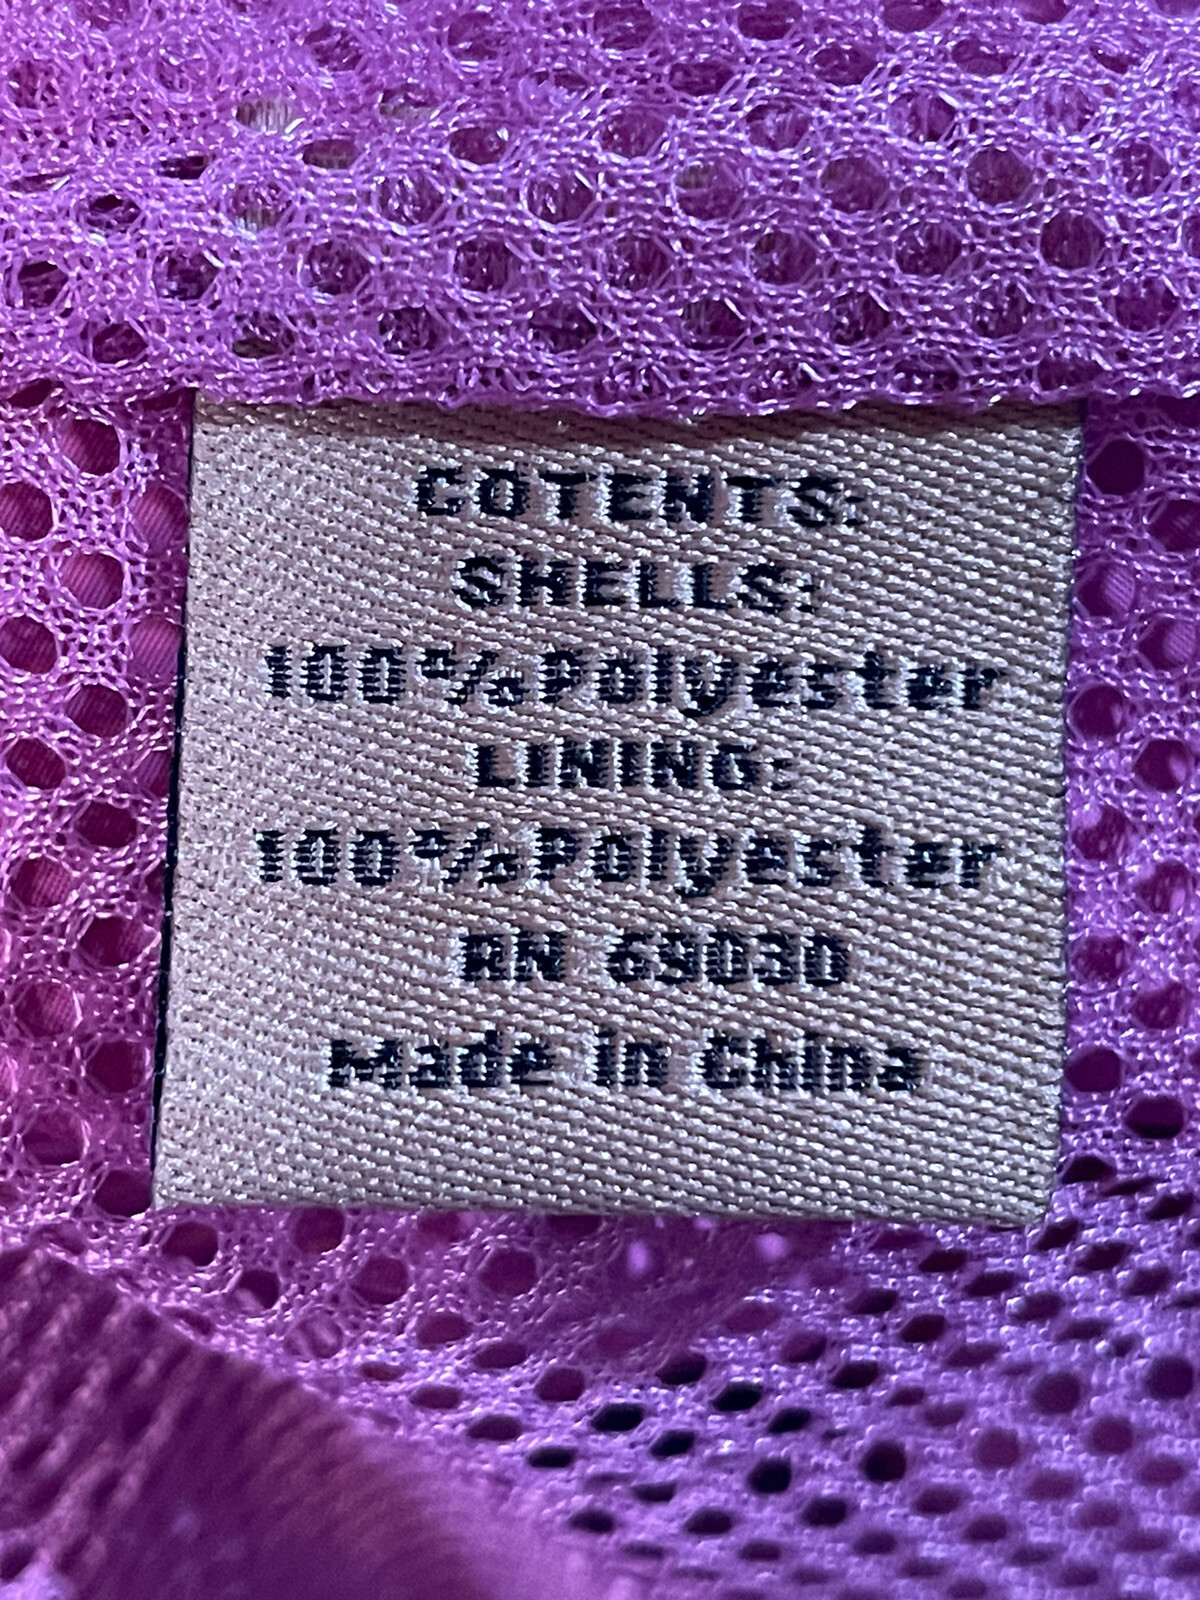 COTENTS:
SHELLS:
100%Polyester
LINING:
100%Polyester
RN 69030
Made in China